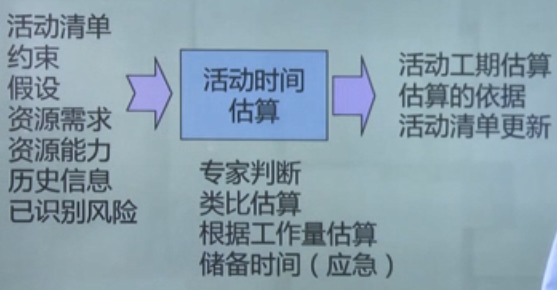 活动清单
约束
假设
资源需求
资源能力
历史信息
已识别风险
活动时间
估算
专家判断
类比估算
根据工作量估算
储备时间（应急）
活动工期估算
估算的依据
活动清单更新